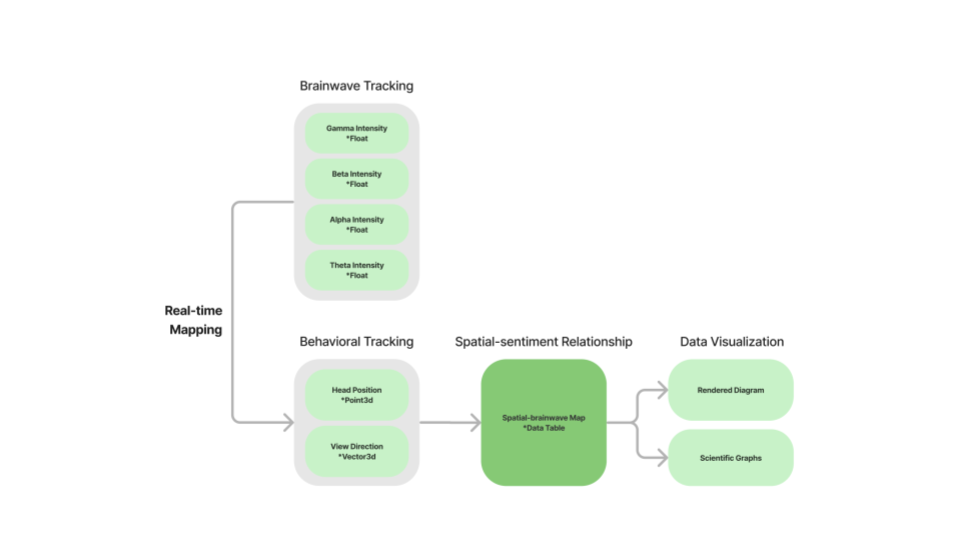 Brainwave Tracking
Gamma Intensity
*Float
Beta Intensity
*Float
Alpha Intensity
*Float
Theta Intensity
*Float
Real-time
Mapping
Behavioral Tracking
Head Position
*Point3d
View Direction
*Vector3d
Spatial-sentiment Relationship
Spatial-brainwave Map
*Data Table
Data Visualization
Rendered Diagram
Scientific Graphs